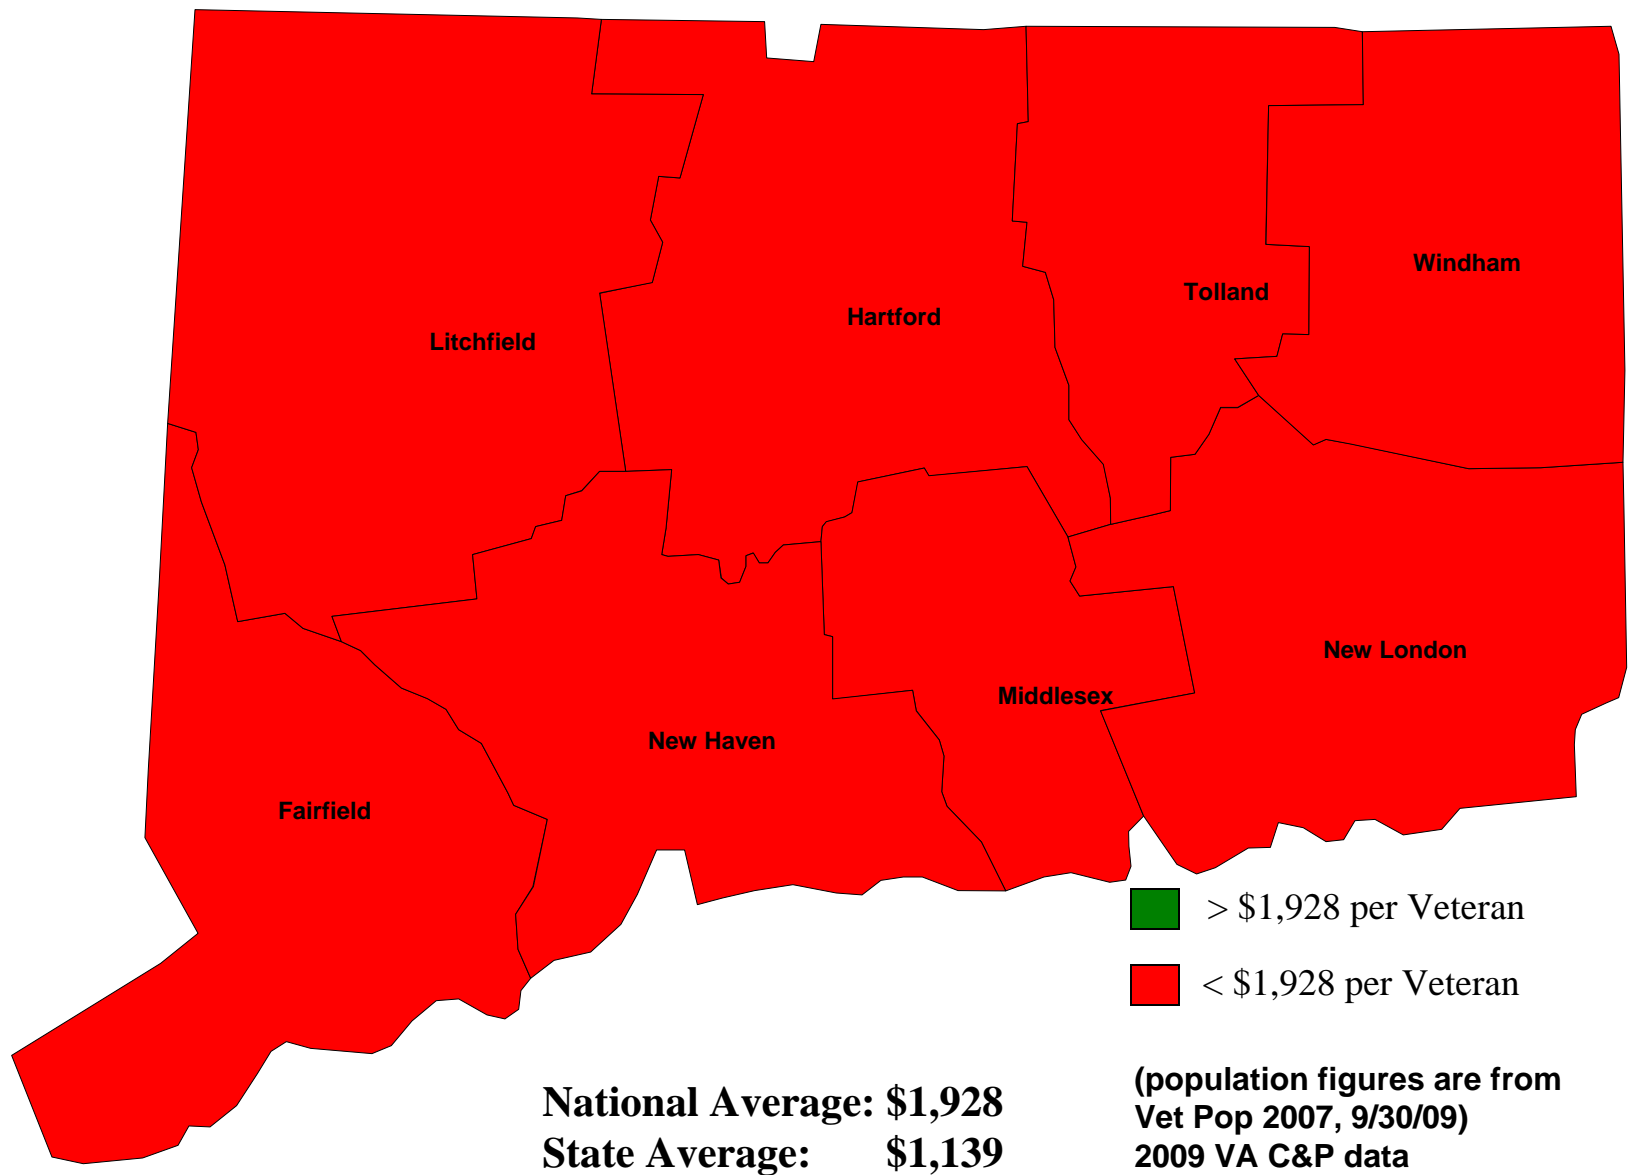 Windham
Tolland
Hartford
Litchfield
New London
Middlesex
New Haven
Fairfield
> $1,928 per Veteran
< $1,928 per Veteran
National Average: $1,928
State Average: $1,139
(population figures are from
Vet Pop 2007, 9/30/09)
2009 VA C&P data